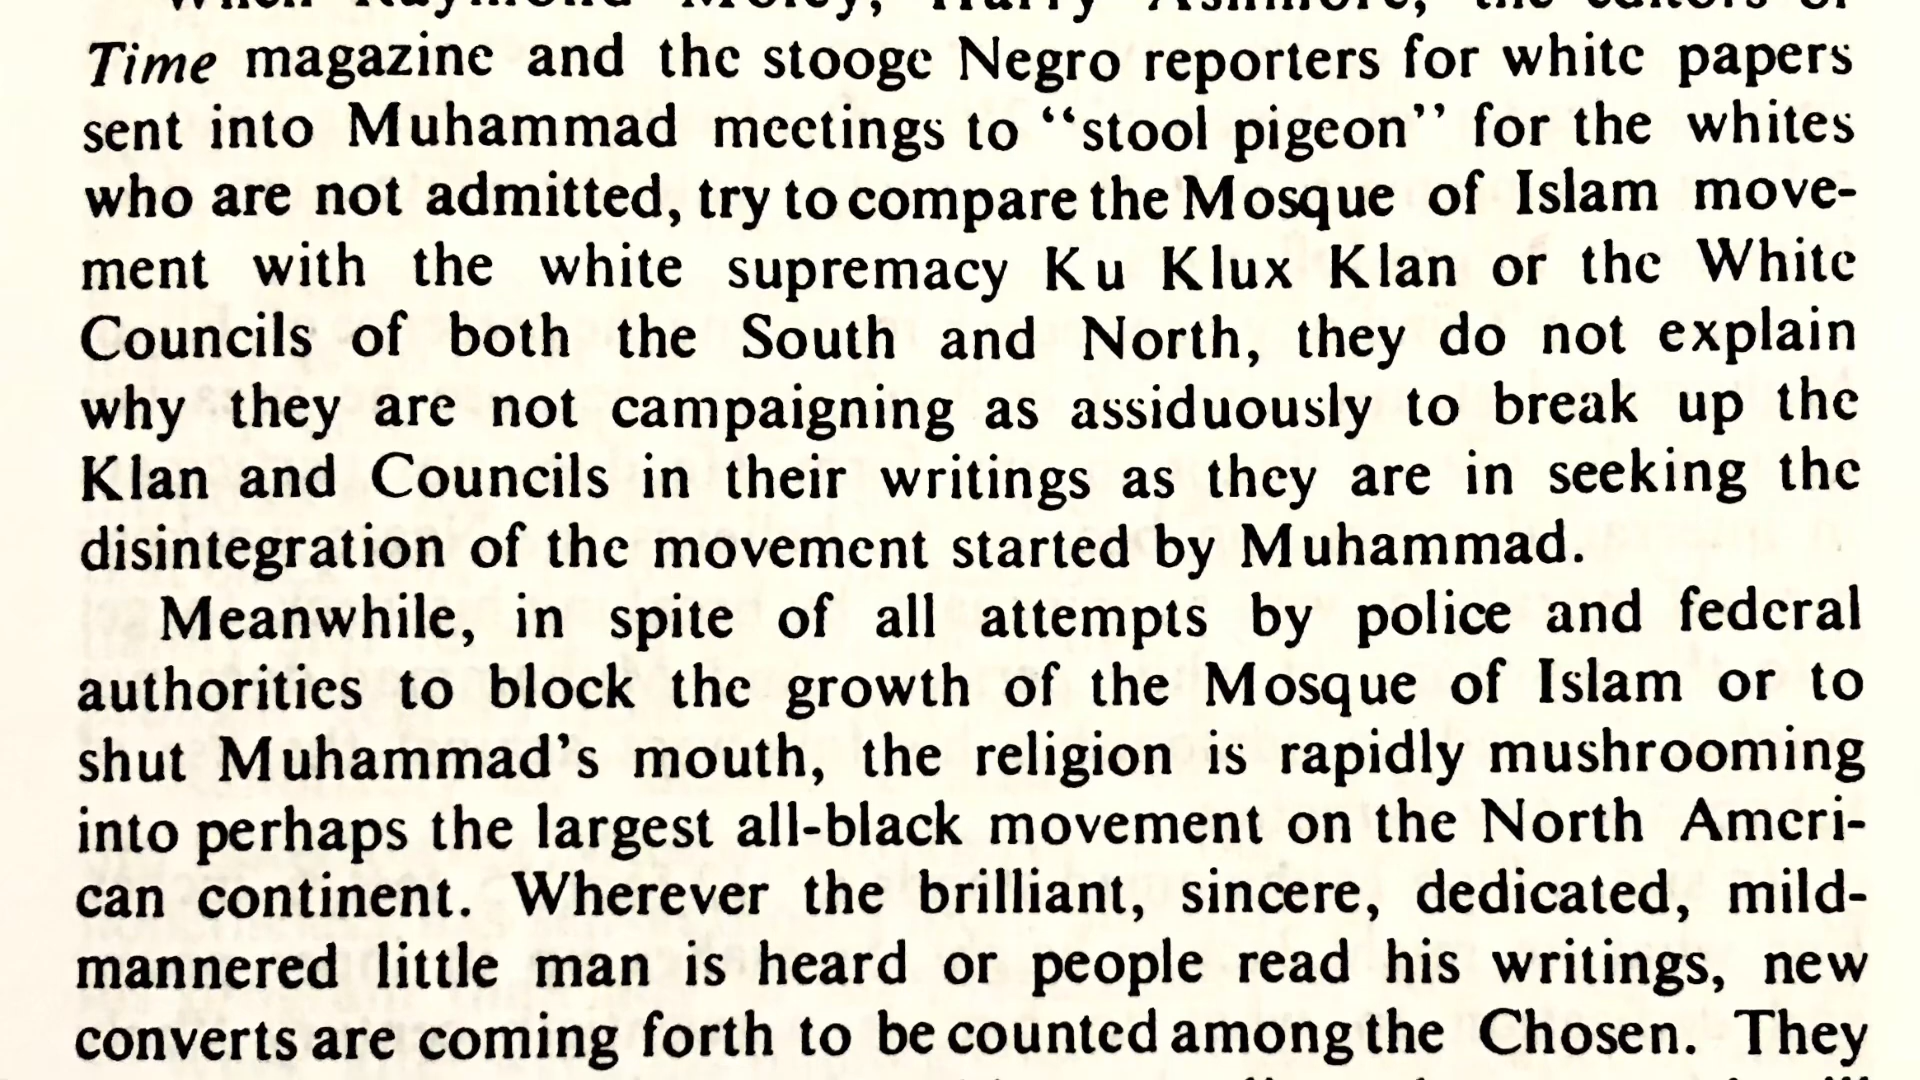 When Raymond Moley, Harry Ashmore, the editors of
Time magazine and the stooge Negro reporters for white papers
sent into Muhammad meetings to “stool pigeon” for the whites
who are not admitted, try to compare the Mosque of Islam move-
ment with the white supremacy Ku Klux Klan or the White
Councils of both the South and North, they do not explain
why they are not campaigning as assiduously to break up the
Klan and Councils in their writings as they are in seeking the
disintegration of the movement started by Muhammad.
Meanwhile, in spite of all attempts by police and federal
authorities to block the growth of the Mosque of Islam or to
shut Muhammad’s mouth, the religion is rapidly mushrooming
into perhaps the largest all-black movement on the North Ameri-
can continent. Wherever the brilliant, sincere, dedicated, mild-
mannered little man is heard or people read his writings, new
converts are coming forth to be counted among the Chosen. They